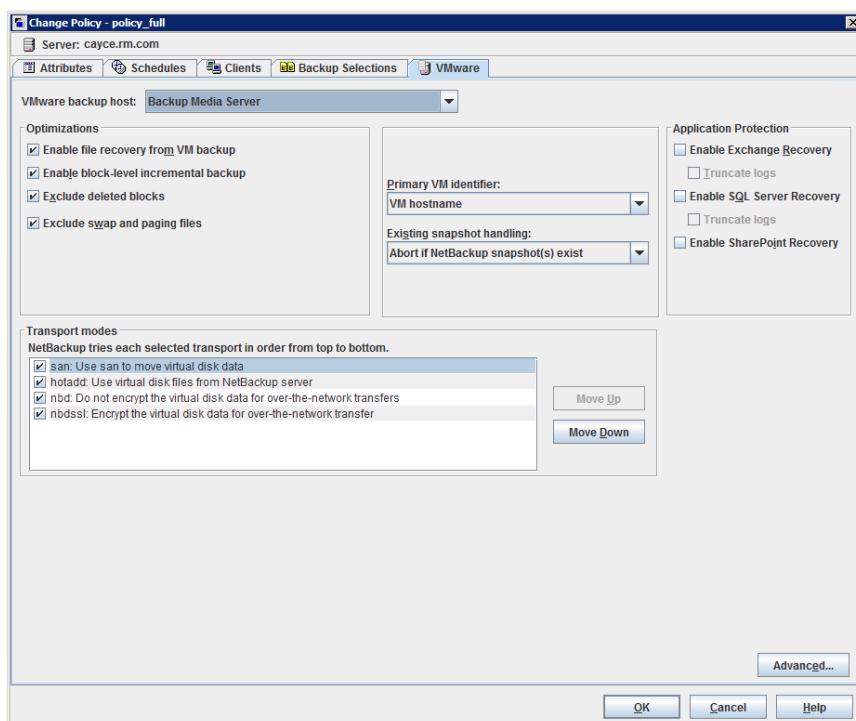 Change Policy - policy_full
Server: cayce.rm.com
Attributes
Schedules
Clients
Backup Selections
VMware
VMware backup host:
Backup Media Server
Optimizations
Enable file recovery from VM backup
Enable block-level incremental backup
Exclude deleted blocks
Exclude swap and paging files
Primary VM identifier:
VM hostname
Existing snapshot handling:
Abort if NetBackup snapshot(s) exist
Application Protection
Enable Exchange Recovery
Truncate logs
Enable SQL Server Recovery
Truncate logs
Enable SharePoint Recovery
Transport modes
NetBackup tries each selected transport in order from top to bottom.
san: Use san to move virtual disk data
hotadd: Use virtual disk files from NetBackup server
nbd: Do not encrypt the virtual disk data for over-the-network transfers
nbdssl: Encrypt the virtual disk data for over-the-network transfer
Move Up
Move Down
Advanced...
OK
Cancel
Help